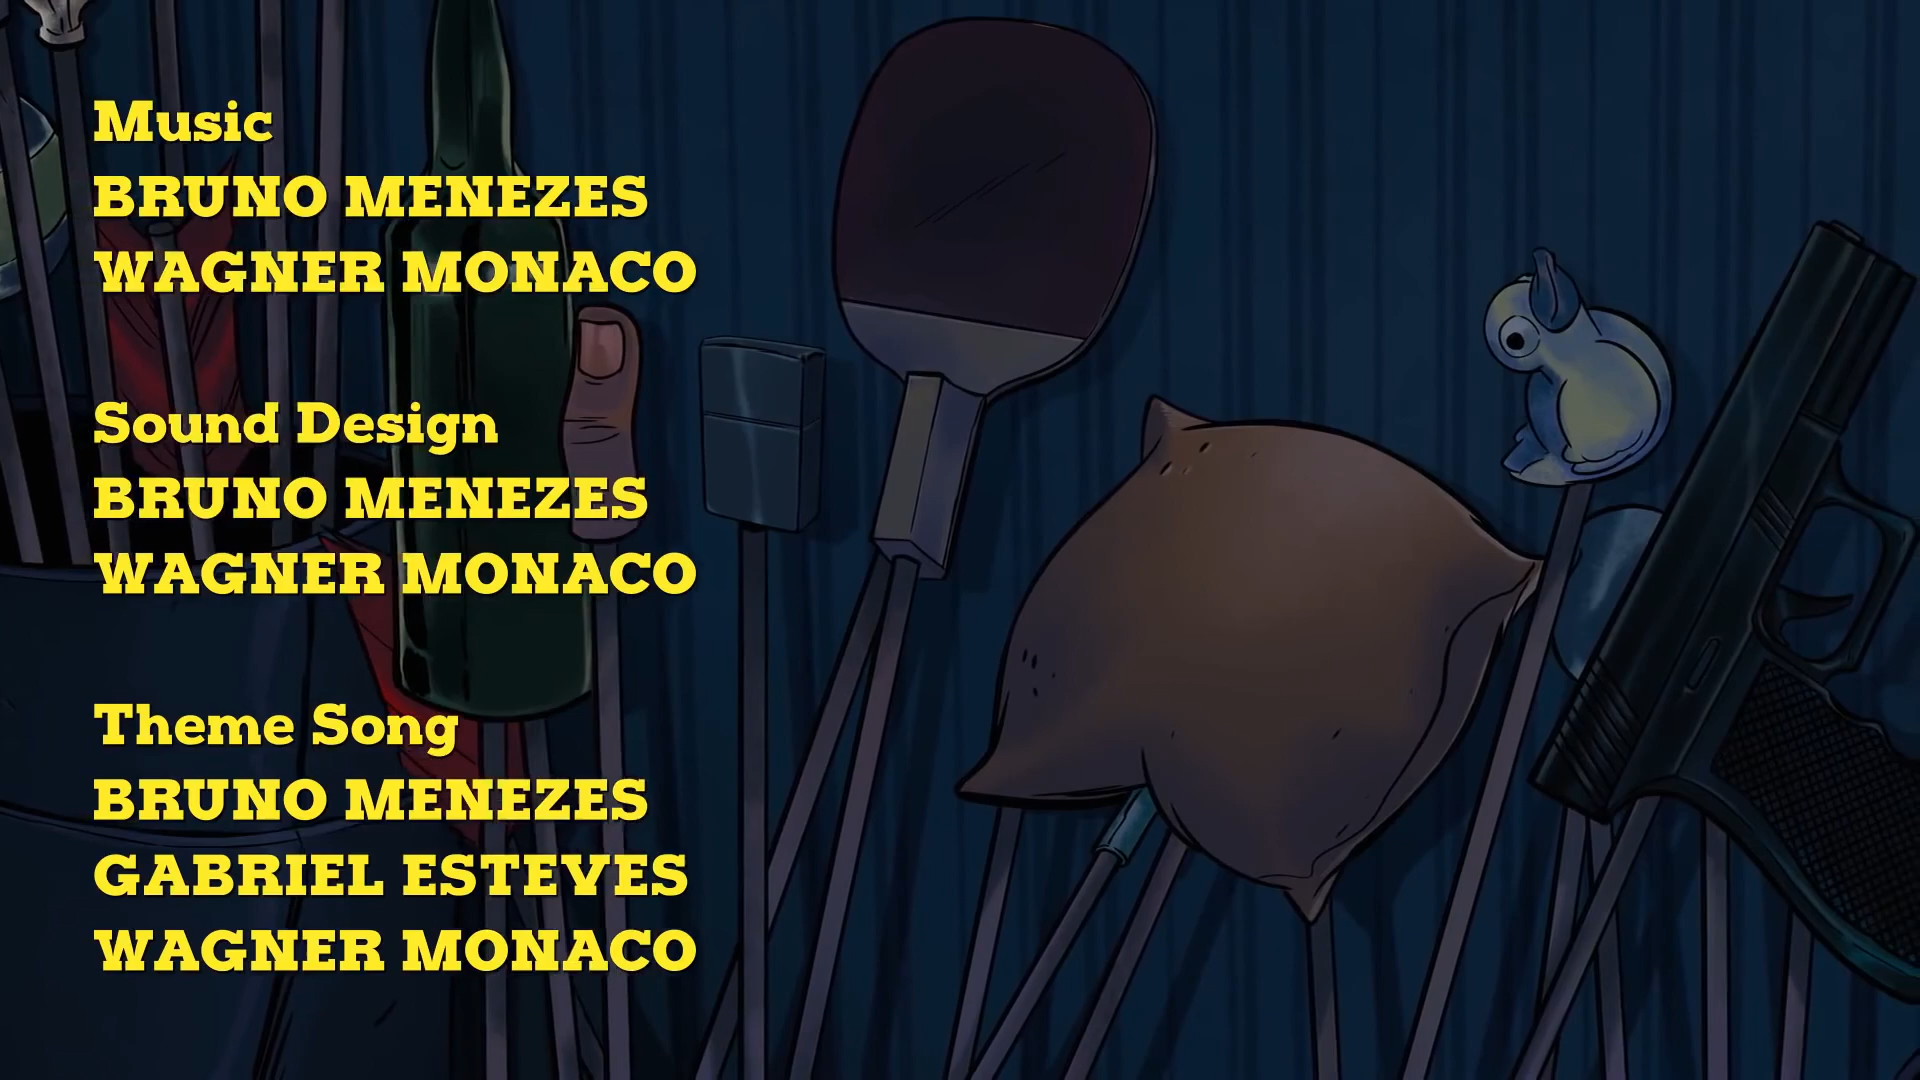 Music
BRUNO MENEZES
WAGNER MONACO
Sound Design
BRUNO MENEZES
WAGNER MONACO
Theme Song
BRUNO MENEZES
GABRIEL ESTEVES
WAGNER MONACO